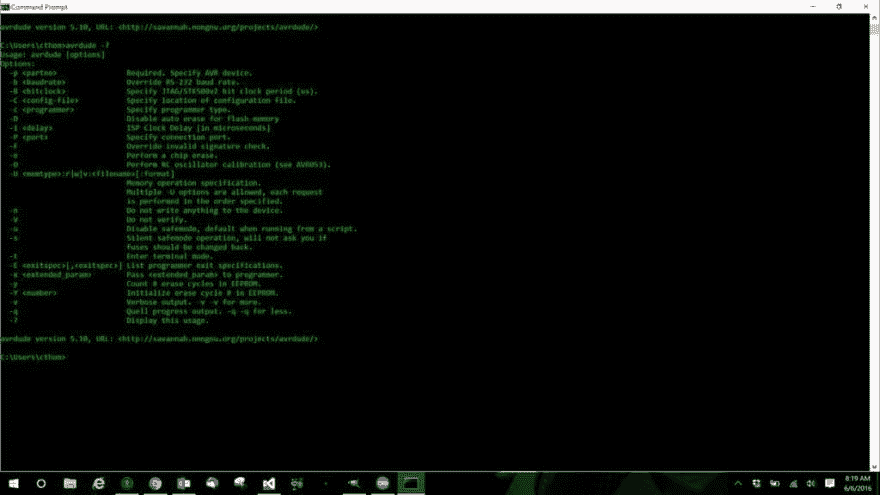 Command Prompt
avrdude version 5.10, URL: <http://savannah.nongnu.org/projects/avrdude/>
C:\Users\cthom>avrdude -?
Usage: avrdude [options]
Options:
-p <partno> Required. Specify AVR device.
-b <baudrate> Override RS-232 baud rate.
-B <bitclock> Specify JTAG/STK500v2 bit clock period (us).
-C <config-file> Specify location of configuration file.
-c <programmer> Specify programmer type.
-D Disable auto erase for flash memory
-i <delay> ISP Clock Delay [in microseconds]
-P <port> Specify connection port.
-F Override invalid signature check.
-e Perform a chip erase.
-O Perform RC oscillator calibration (see AVR053).
-U <memtype>:r|w|v:<filename>[:format]
Memory operation specification.
Multiple -U options are allowed, each request
is performed in the order specified.
-n Do not write anything to the device.
-V Do not verify.
-u Disable safemode, default when running from a script.
-s Silent safemode operation, will not ask you if
fuses should be changed back.
-t Enter terminal mode.
-E <exitspec>[,<exitspec>] List programmer exit specifications.
-x <extended_param> Pass <extended_param> to programmer.
-y Count # erase cycles in EEPROM.
-Y <number> Initialize erase cycle # in EEPROM.
-v Verbose output. -v -v for more.
-q Quell progress output. -q -q for less.
-? Display this usage.
avrdude version 5.10, URL: <http://savannah.nongnu.org/projects/avrdude/>
C:\Users\cthom>
8:19 AM
6/6/2016